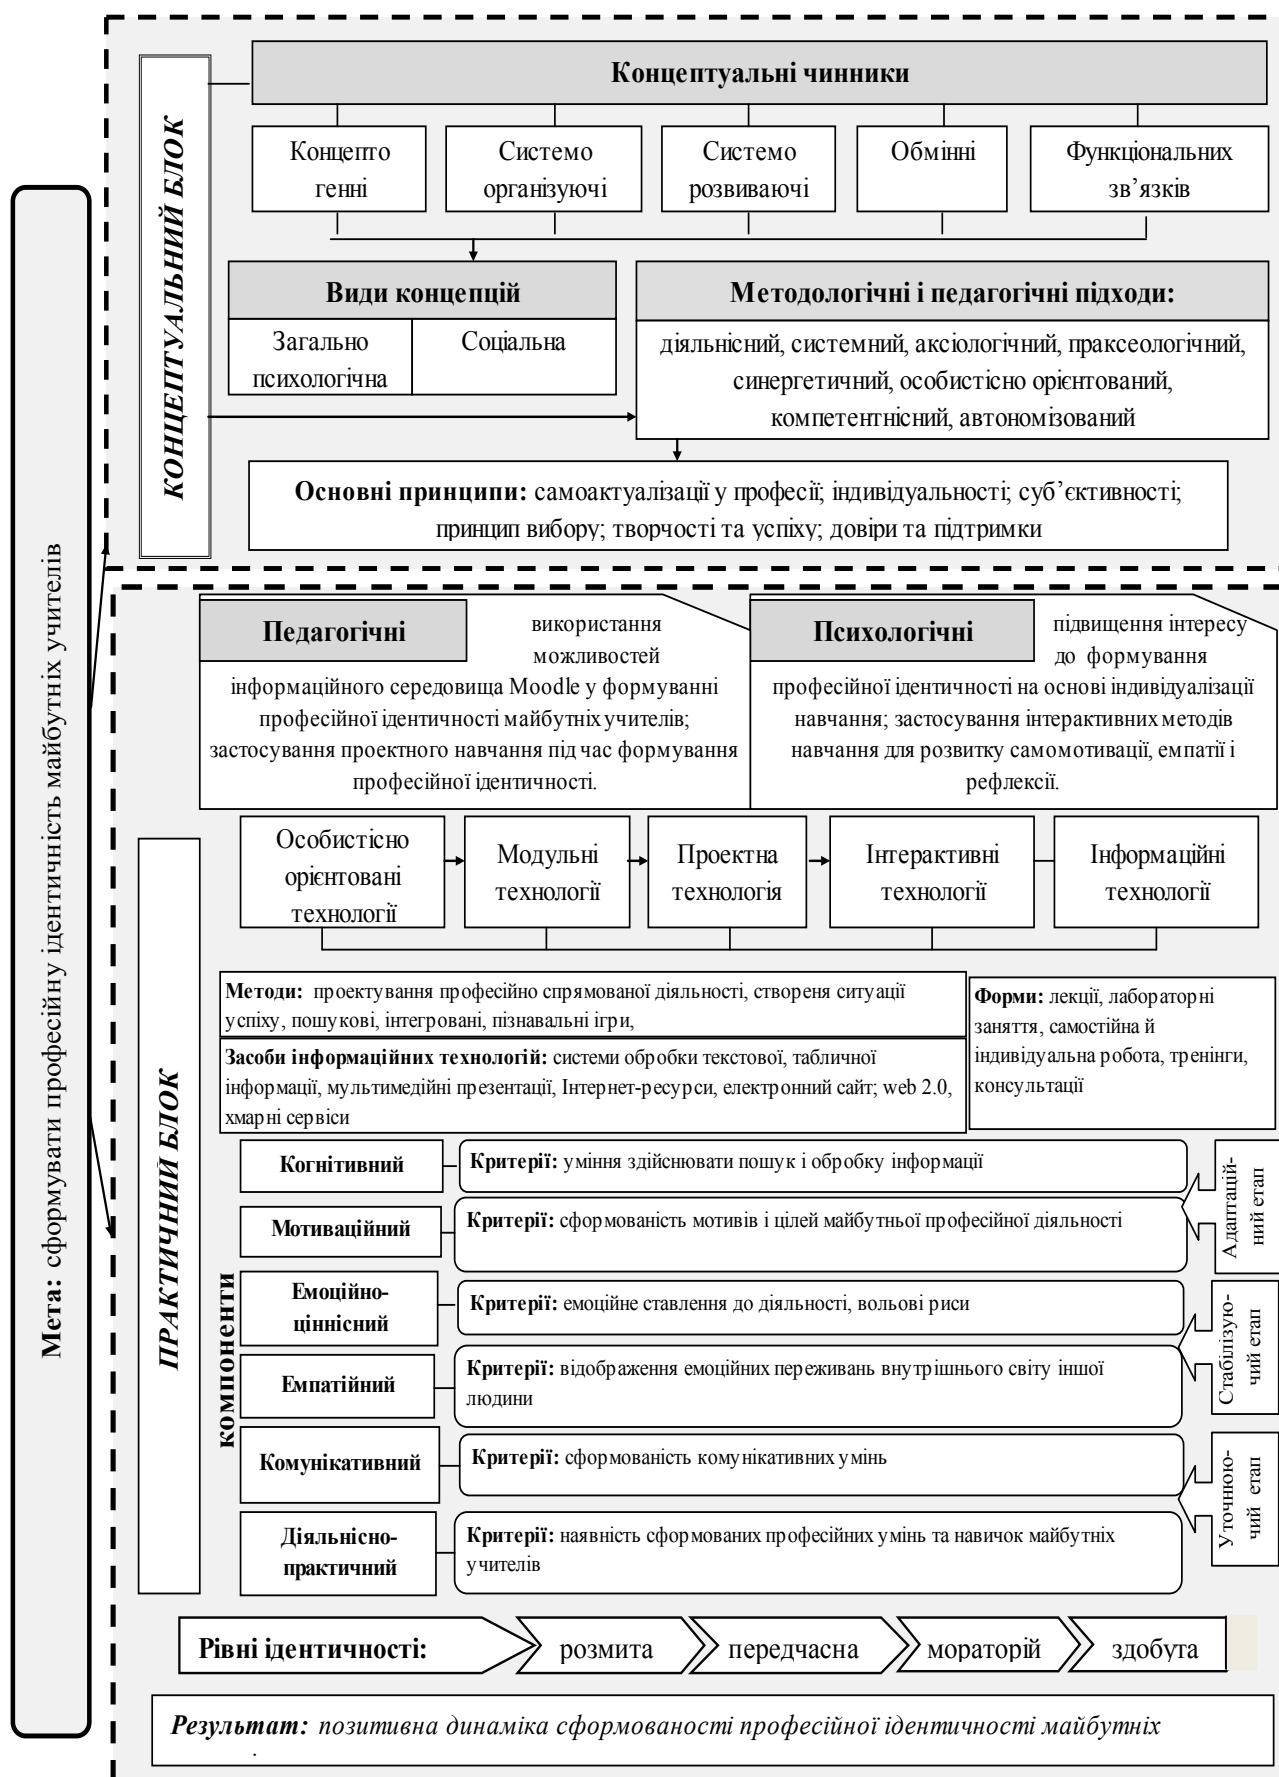 Мета: сформувати професійну ідентичність майбутніх учителів
КОНЦЕПТУАЛЬНИЙ БЛОК
Концептуальні чинники
Концепто
генні
Системо
організуючі
Системо
розвиваючі
Обмінні
Функціональних
зв’язків
Види концепцій
Загально
психологічна
Соціальна
Методологічні і педагогічні підходи:
діяльнісний, системний, аксіологічний, праксеологічний,
синергетичний, особистісно орієнтований,
компетентнісний, автономізований
Основні принципи: самоактуалізації у професії; індивідуальності; суб’єктивності;
принцип вибору; творчості та успіху; довіри та підтримки
ПРАКТИЧНИЙ БЛОК
Педагогічні
використання
можливостей
інформаційного середовища Moodle у формуванні
професійної ідентичності майбутніх учителів;
застосування проектного навчання під час формування
професійної ідентичності.
Психологічні
підвищення інтересу
до формування
професійної ідентичності на основі індивідуалізації
навчання; застосування інтерактивних методів
навчання для розвитку самомотивації, емпатії і
рефлексії.
Особистісно
орієнтовані
технології
Модульні
технології
Проектна
технологія
Інтерактивні
технології
Інформаційні
технології
Методи: проектування професійно спрямованої діяльності, створеня ситуації
успіху, пошукові, інтегровані, пізнавальні ігри,
Засоби інформаційних технологій: системи обробки текстової, табличної
інформації, мультимедійні презентації, Інтернет-ресурси, електронний сайт; web 2.0,
хмарні сервіси
Форми: лекції, лабораторні
заняття, самостійна й
індивідуальна робота, тренінги,
консультації
компоненти
Когнітивний
Критерії: уміння здійснювати пошук і обробку інформації
Мотиваційний
Критерії: сформованість мотивів і цілей майбутньої професійної діяльності
Адаптацій-
ний етап
Емоційно-
ціннісний
Критерії: емоційне ставлення до діяльності, вольові риси
Емпатійний
Критерії: відображення емоційних переживань внутрішнього світу іншої
людини
Стабілізую-
чий етап
Комунікативний
Критерії: сформованість комунікативних умінь
Діяльнісно-
практичний
Критерії: наявність сформованих професійних умінь та навичок майбутніх
учителів
Уточнюю-
чий етап
Рівні ідентичності:
розмита
передчасна
мораторій
здобута
Результат: позитивна динаміка сформованості професійної ідентичності майбутніх